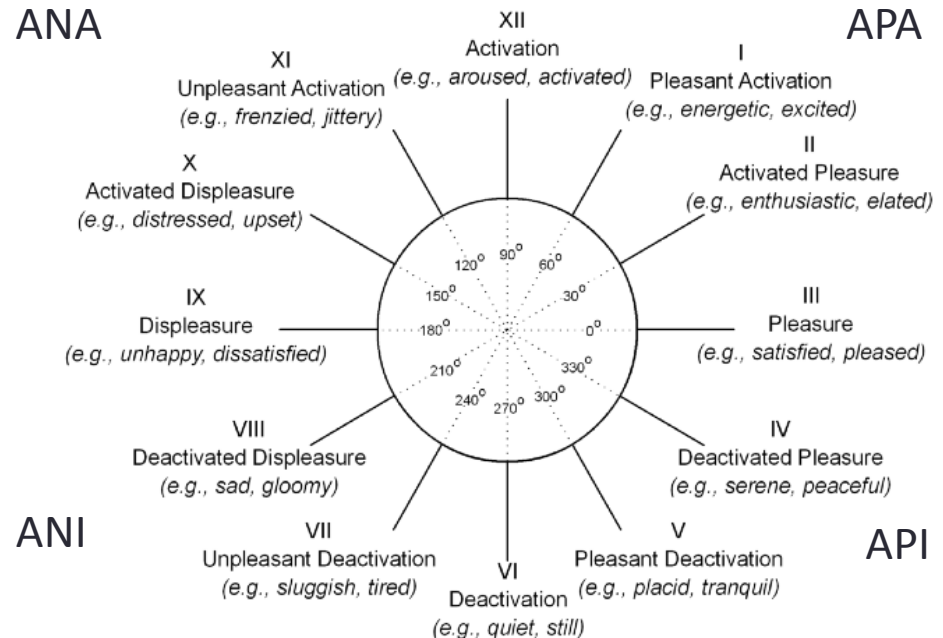 ANA
APA
XII
Activation
(e.g., aroused, activated)
XI
Unpleasant Activation
(e.g., frenzied, jittery)
I
Pleasant Activation
(e.g., energetic, excited)
X
Activated Displeasure
(e.g., distressed, upset)
II
Activated Pleasure
(e.g., enthusiastic, elated)
90°
120°
60°
150°
30°
IX
Displeasure
(e.g., unhappy, dissatisfied)
180°
0°
III
Pleasure
(e.g., satisfied, pleased)
210°
330°
240°
270°
300°
VIII
Deactivated Displeasure
(e.g., sad, gloomy)
IV
Deactivated Pleasure
(e.g., serene, peaceful)
ANI
API
VII
Unpleasant Deactivation
(e.g., sluggish, tired)
V
Pleasant Deactivation
(e.g., placid, tranquil)
VI
Deactivation
(e.g., quiet, still)